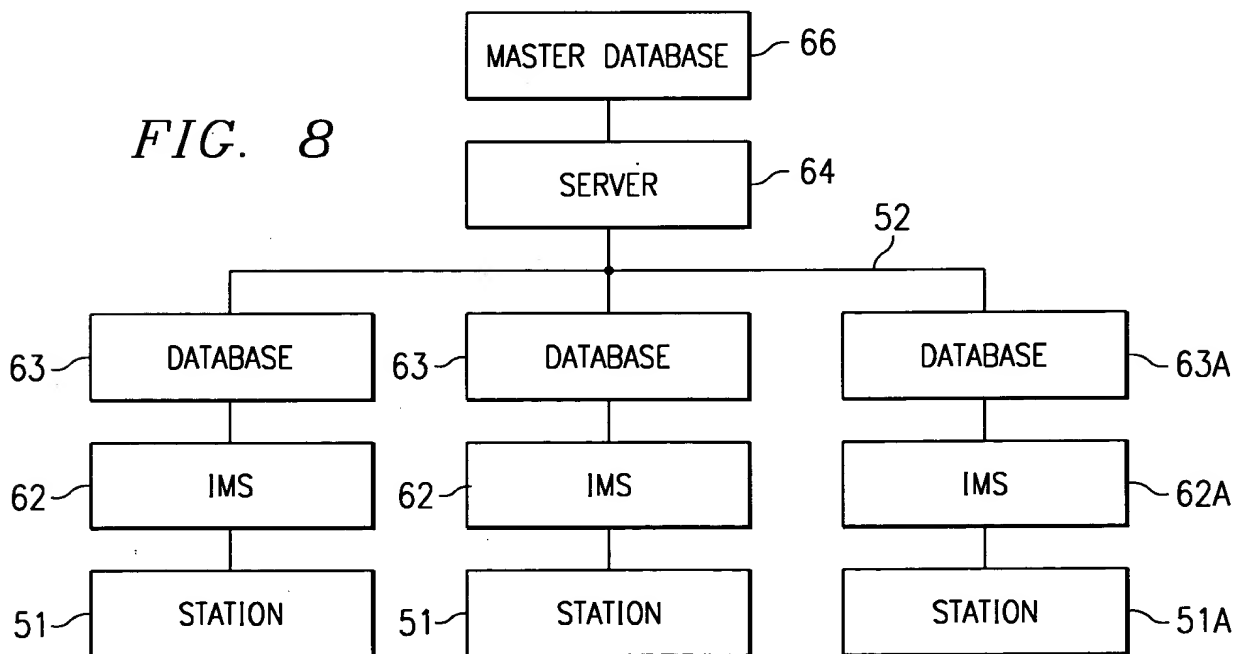 MASTER DATABASE
66
FIG. 8
SERVER
64
52
63
DATABASE
63
DATABASE
DATABASE
63A
62
IMS
62
IMS
IMS
62A
51
STATION
51
STATION
STATION
51A